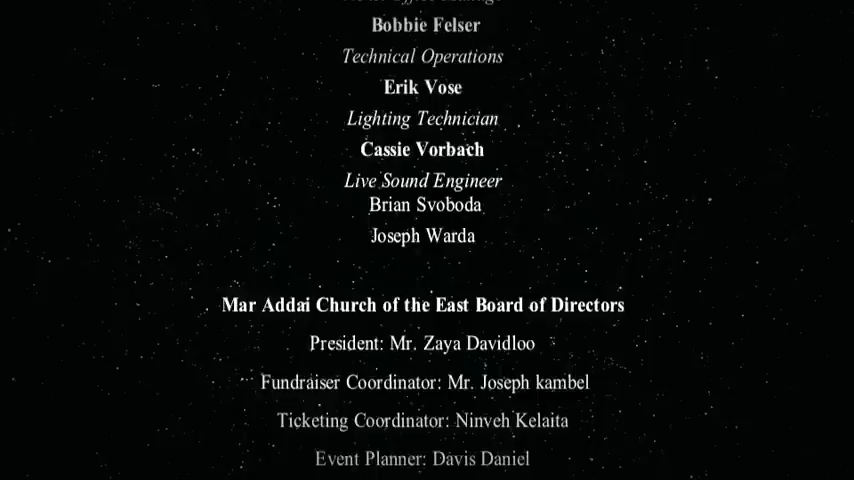 Bobbie Felser
Technical Operations
Erik Vose
Lighting Technician
Cassie Vorbach
Live Sound Engineer
Brian Svoboda
Joseph Warda
Mar Addai Church of the East Board of Directors
President: Mr. Zaya Davidloo
Fundraiser Coordinator: Mr. Joseph kambel
Ticketing Coordinator: Ninveh Kelaita
Event Planner: Davis Daniel